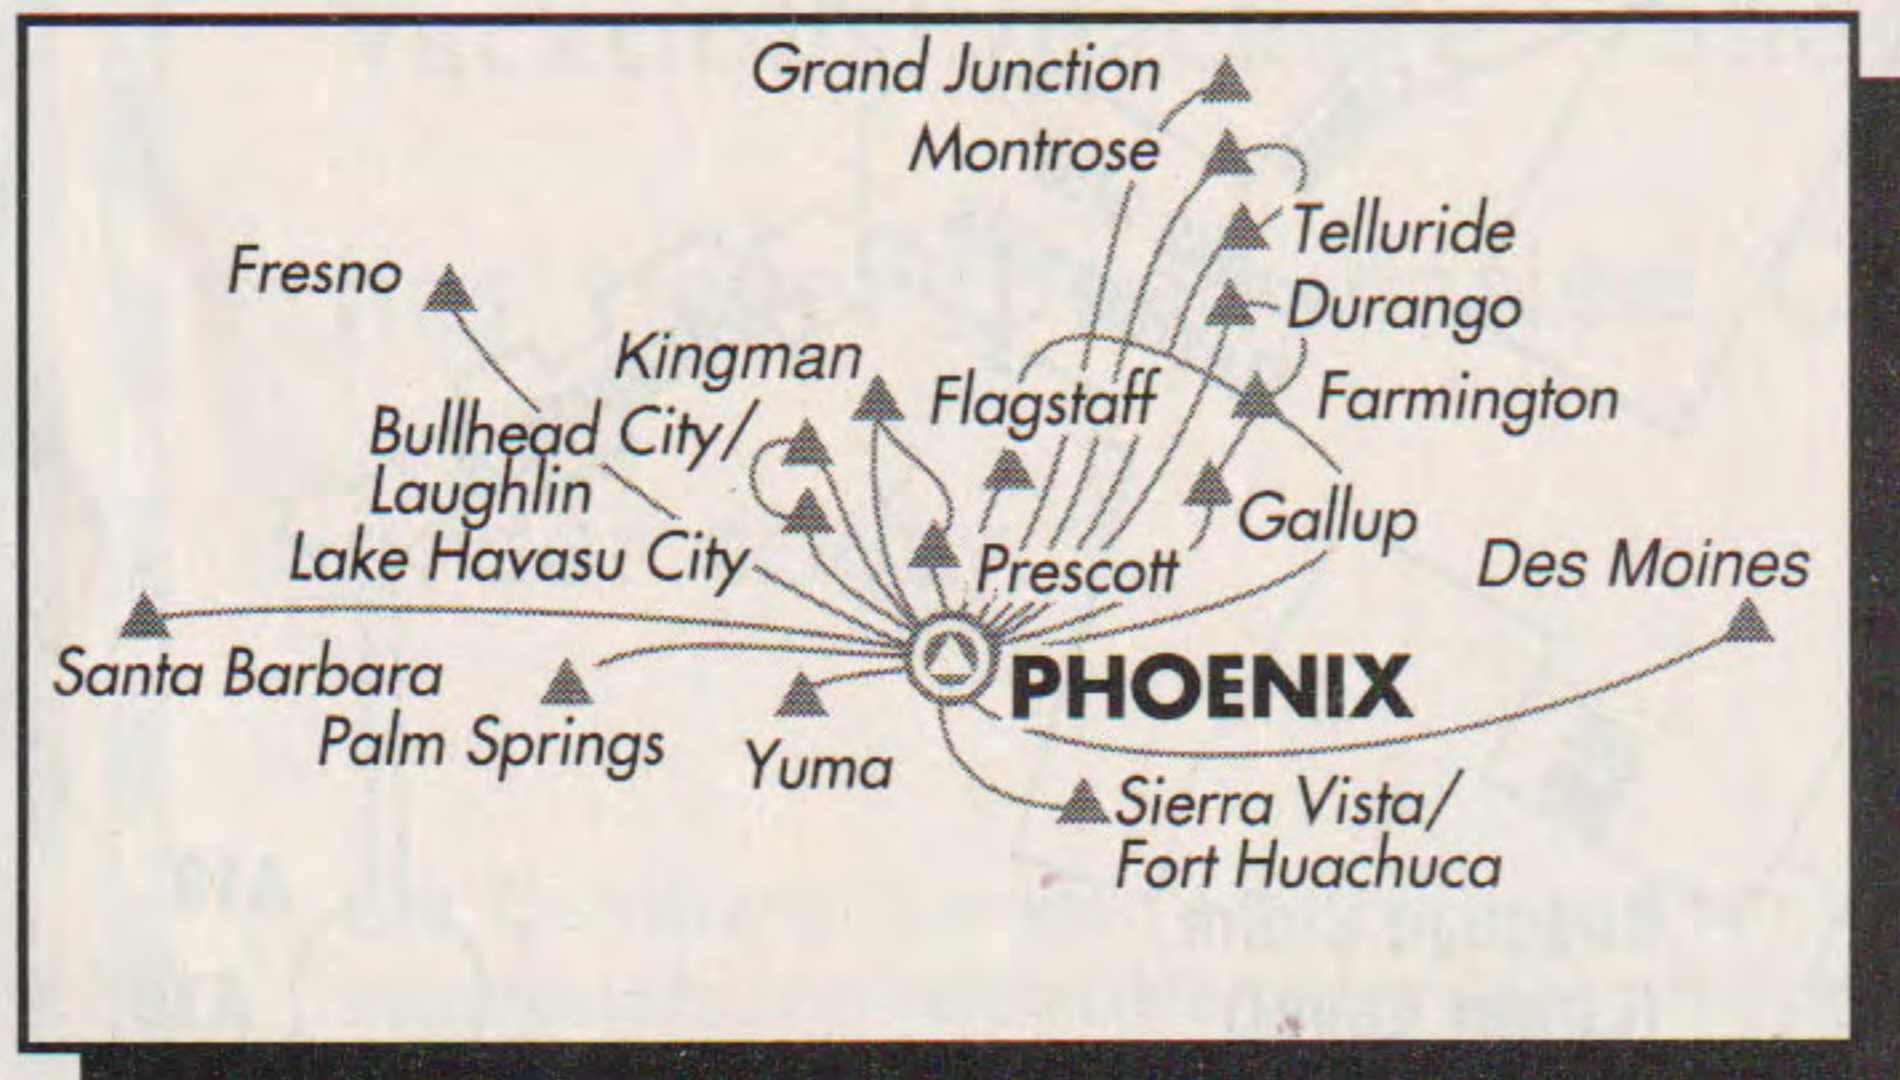 Grand Junction
Montrose
Telluride
Fresno
Durango
Kingman
Flagstaff
Farmington
Bullhead City/
Laughlin
Gallup
Lake Havasu City
Prescott
Des Moines
Santa Barbara
PHOENIX
Palm Springs
Yuma
Sierra Vista/
Fort Huachuca